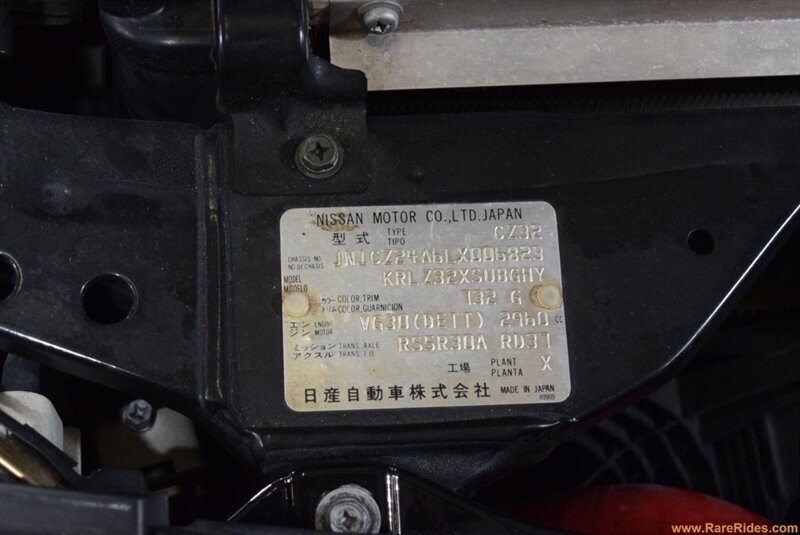 NISSAN MOTOR CO.,LTD.JAPAN
型式 TYPE TIPO CZ32
CHASSIS NO NO DE CHASIS JN1CZ24A6LX006823
MODEL MODELO KRLZ32XSUBGHY
カラー COLOR,TRIM トリム COLOR,GUARNICION 732 G
エンジン ENGINE MOTOR VG30(DETT) 2960 cc
ミッション アクスル TRANS.AXLE TRANS.EJE RS5R30A RD37
工場 PLANT PLANTA X
日産自動車株式会社 MADE IN JAPAN
89909
www.RareRides.com